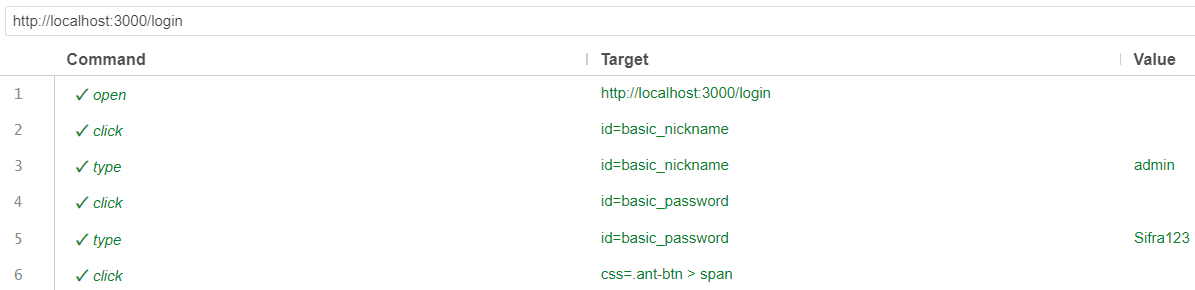 http://localhost:3000/login
Command Target Value
1 ✓ open http://localhost:3000/login
2 ✓ click id=basic_nickname
3 ✓ type id=basic_nickname admin
4 ✓ click id=basic_password
5 ✓ type id=basic_password Sifra123
6 ✓ click css=.ant-btn > span